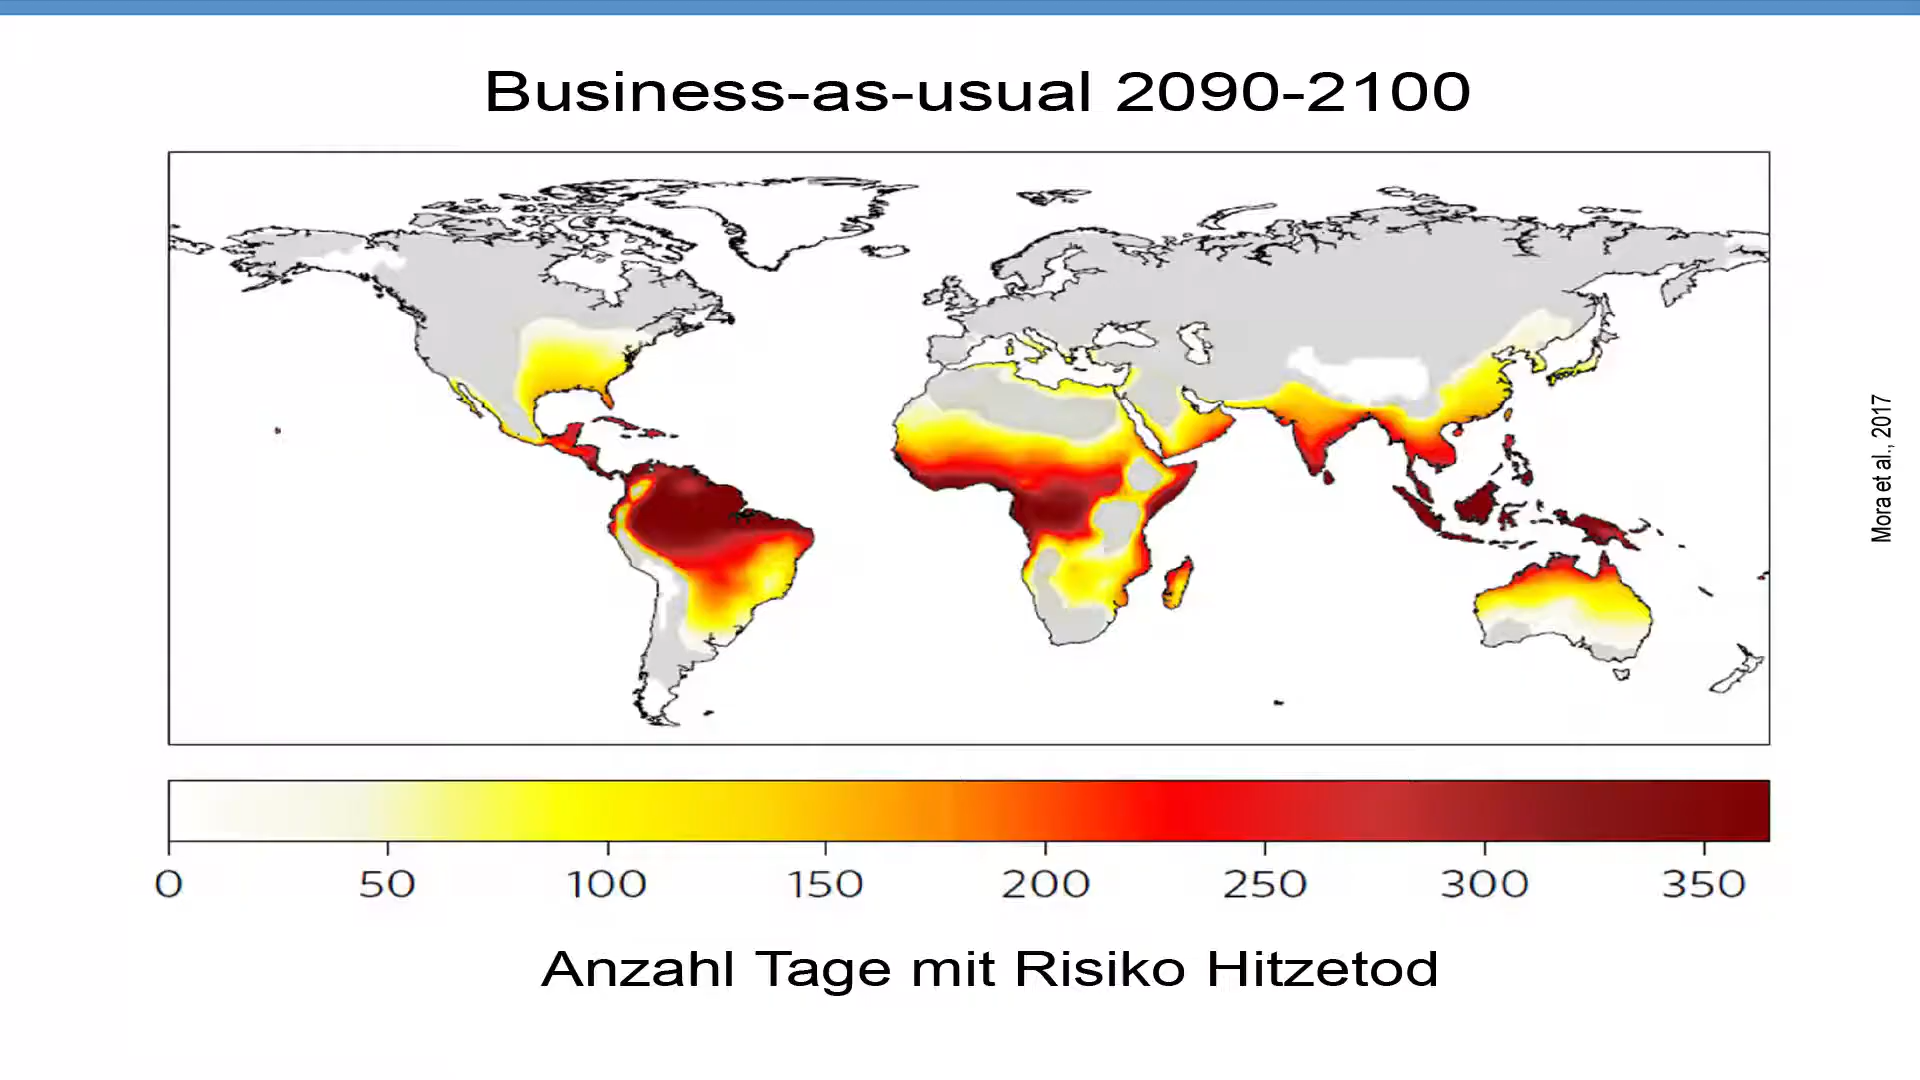 Business-as-usual 2090-2100
Mora et al., 2017
0 50 100 150 200 250 300 350
Anzahl Tage mit Risiko Hitzetod